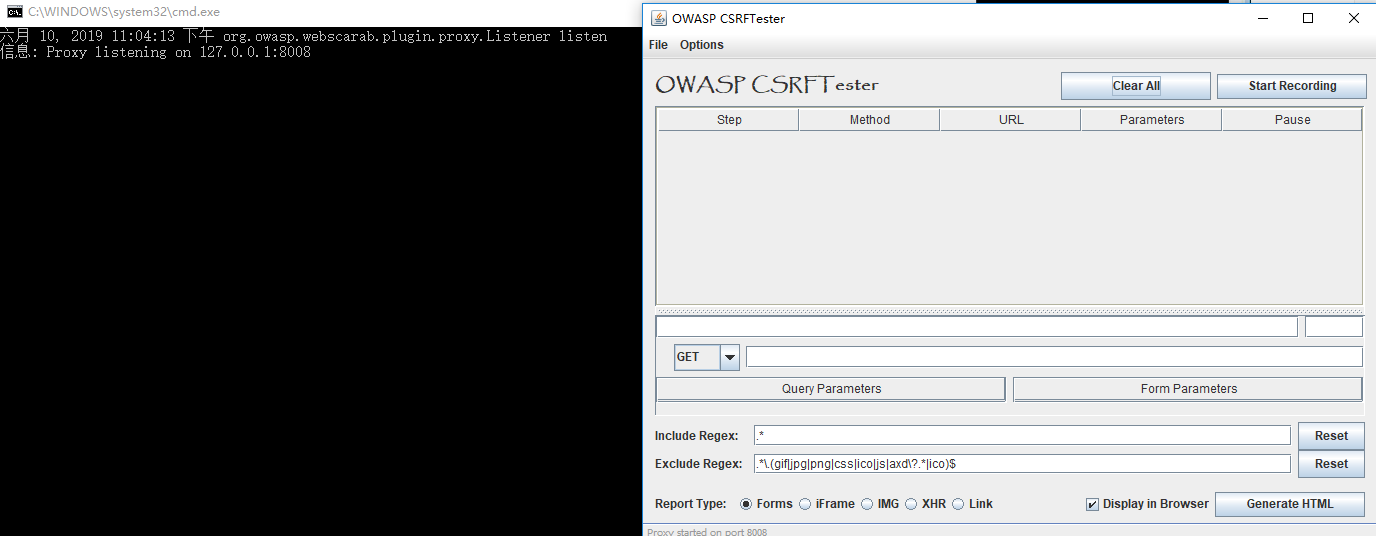 C:\WINDOWS\system32\cmd.exe
六月 10, 2019 11:04:13 下午 org.owasp.webscarab.plugin.proxy.Listener listen
信息: Proxy listening on 127.0.0.1:8008
OWASP CSRFTester
File Options
OWASP CSRFTester
Clear All
Start Recording
Step Method URL Parameters Pause
GET
Query Parameters Form Parameters
Include Regex: .* Reset
Exclude Regex: .*\.(gif|jpg|png|css|ico|js|axd\?.*|ico)$ Reset
Report Type: Forms iFrame IMG XHR Link Display in Browser Generate HTML
Proxy started on port 8008